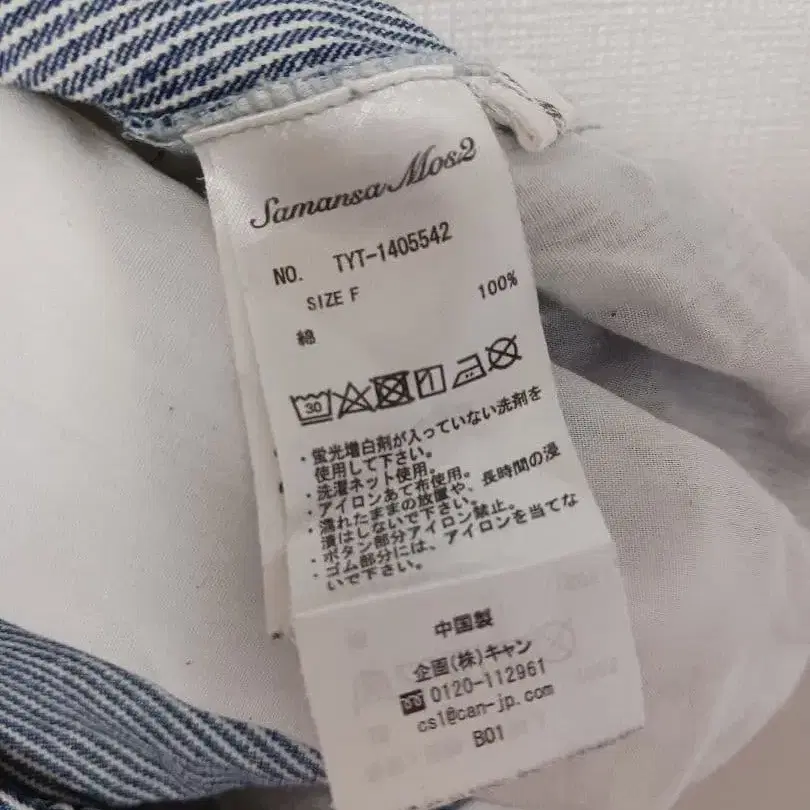 Samansa Mos2
NO. TYT-1405542
SIZE F
綿 100%
30
・蛍光増白剤が入っていない洗剤を
使用して下さい。
・洗濯ネット使用。
・アイロンあて布使用。
・濡れたままの放置や、長時間の浸
漬はしないで下さい。
・ボタン部分アイロン禁止。
・ゴム部分には、アイロンを当てな
いで下さい。
中国製
企画(株)キャン
0120-112961
csl@can-jp.com
B01